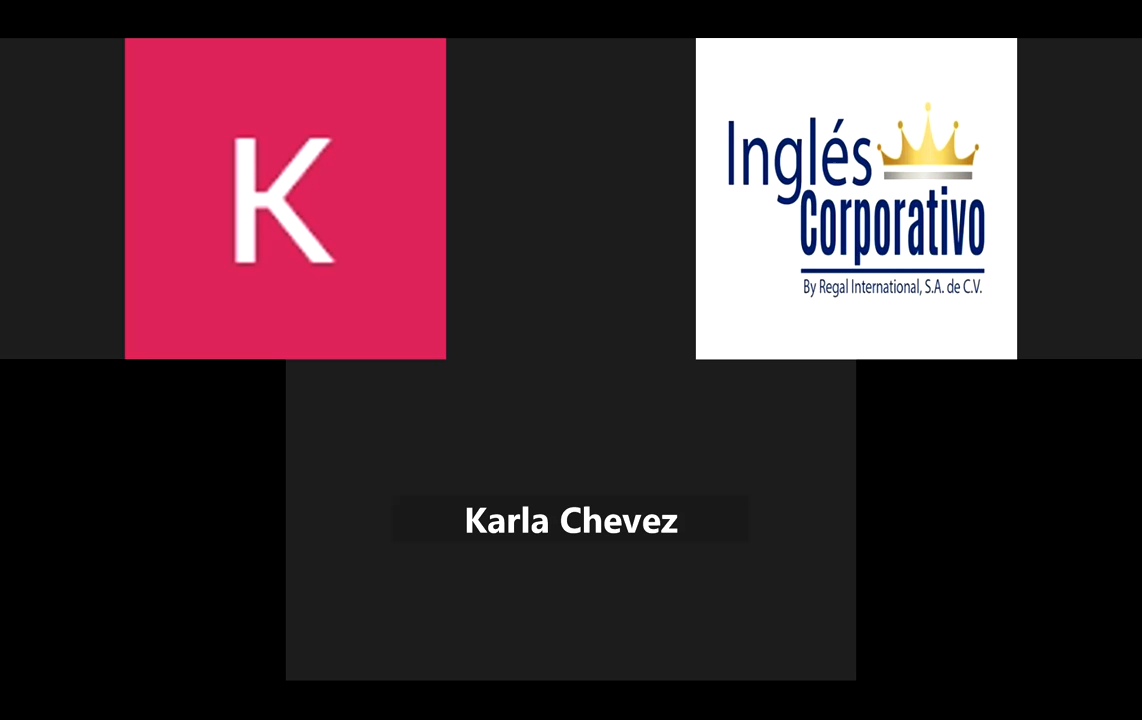 K
Inglés
Corporativo
By Regal International, S.A. de C.V.
Karla Chevez